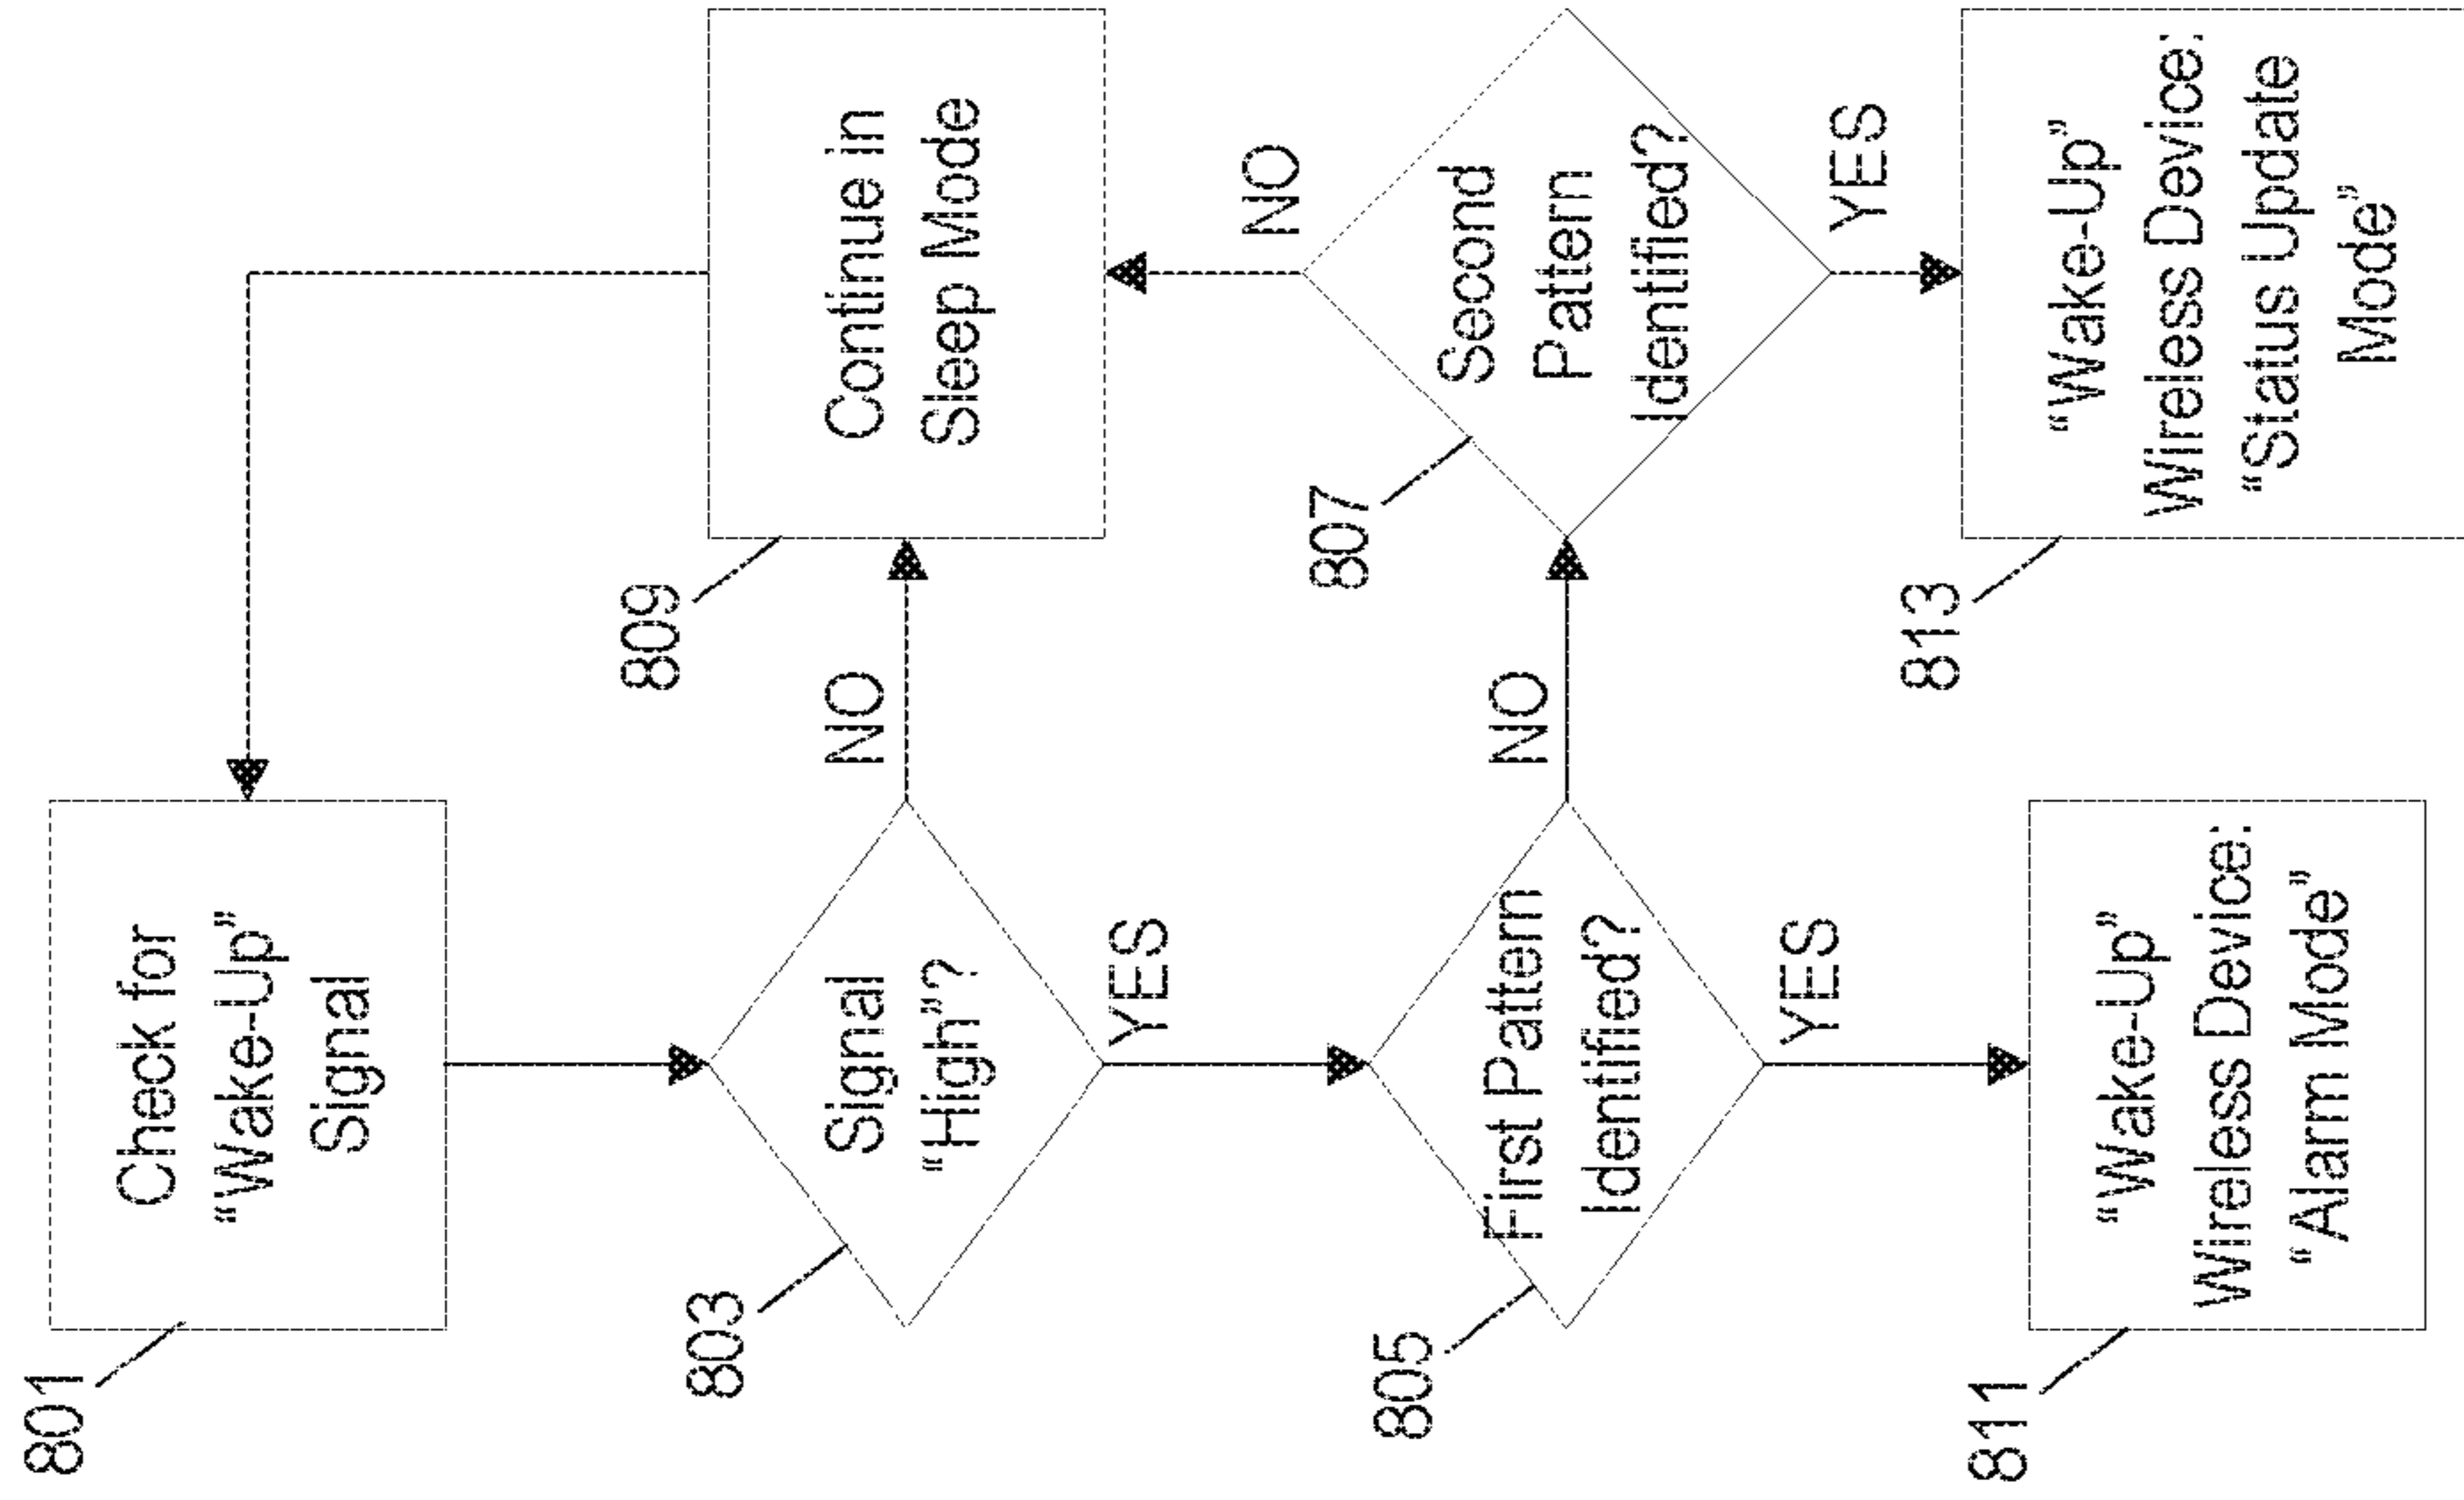 801
Check for
“Wake-Up”
Signal
803
Signal
“High”?
NO
809
Continue in
Sleep Mode
YES
805
First Pattern
Identified?
NO
807
Second
Pattern
Identified?
NO
YES
811
“Wake-Up”
Wireless Device:
“Alarm Mode”
YES
813
“Wake-Up”
Wireless Device:
“Status Update
Mode”